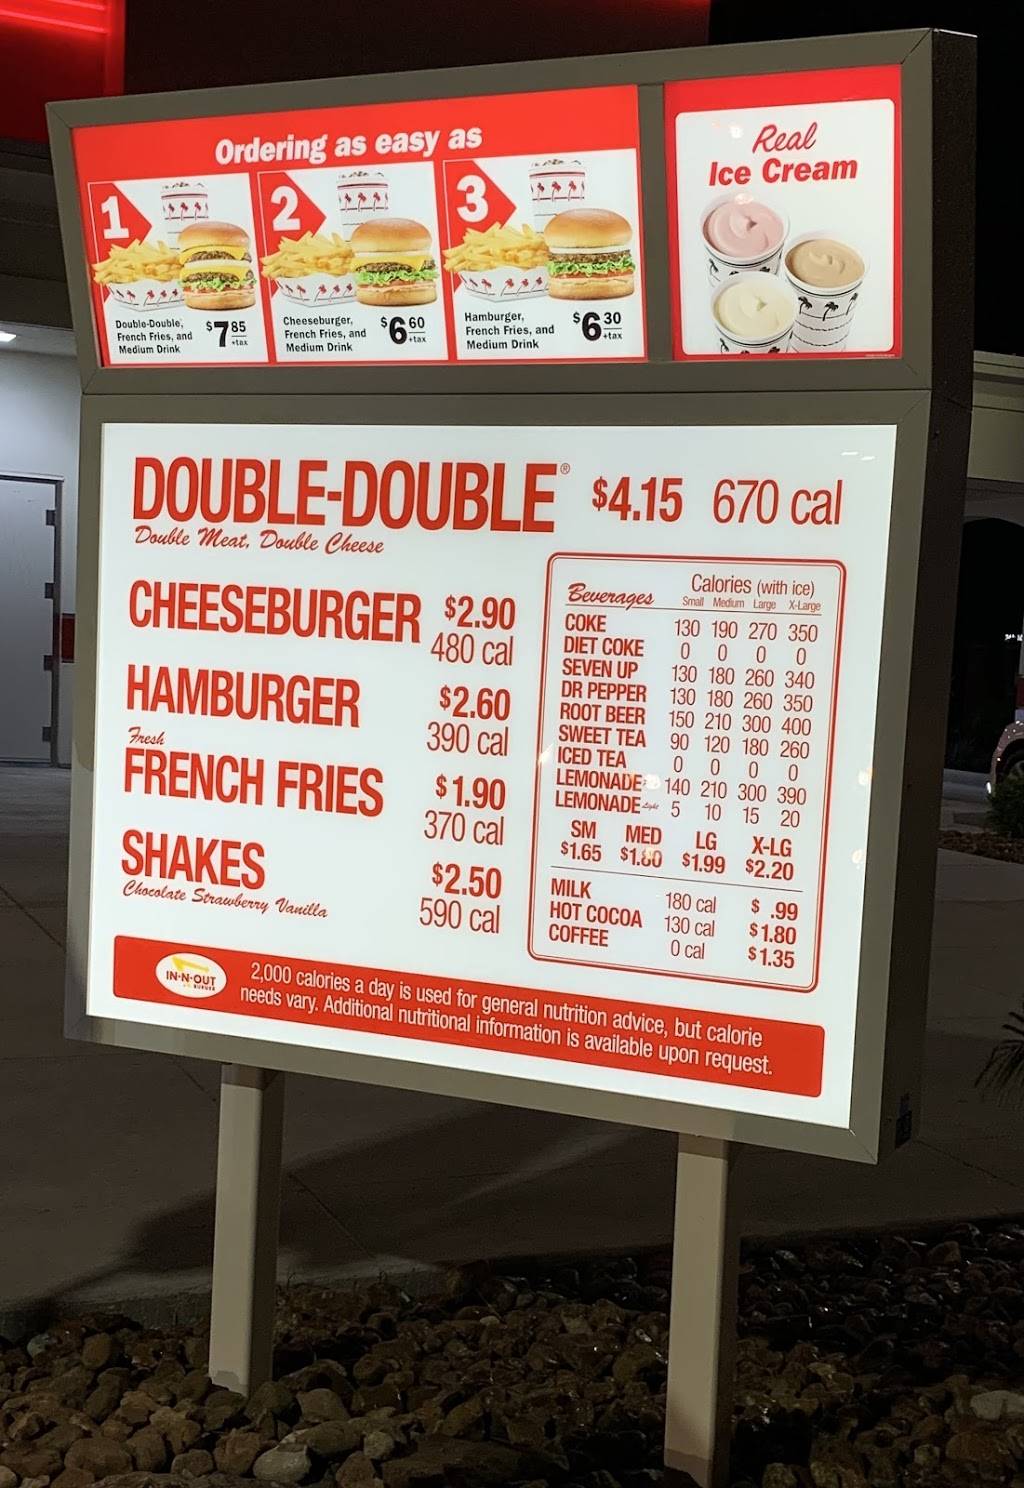 Ordering as easy as
1
Double-Double,
French Fries, and
Medium Drink
$7 85
+tax
2
Cheeseburger,
French Fries, and
Medium Drink
$6 60
+tax
3
Hamburger,
French Fries, and
Medium Drink
$6 30
+tax
Real
Ice Cream
DOUBLE-DOUBLE® $4.15 670 cal
Double Meat, Double Cheese
CHEESEBURGER $2.90
480 cal
HAMBURGER $2.60
390 cal
Fresh
FRENCH FRIES $1.90
370 cal
SHAKES $2.50
Chocolate Strawberry Vanilla 590 cal
Beverages Calories (with ice)
Small Medium Large X-Large
COKE 130 190 270 350
DIET COKE 0 0 0 0
SEVEN UP 130 180 260 340
DR PEPPER 130 180 260 350
ROOT BEER 150 210 300 400
SWEET TEA 90 120 180 260
ICED TEA 0 0 0 0
LEMONADE 140 210 300 390
LEMONADE Light 5 10 15 20
SM MED LG X-LG
$1.65 $1.80 $1.99 $2.20
MILK 180 cal $ .99
HOT COCOA 130 cal $1.80
COFFEE 0 cal $1.35
IN-N-OUT
BURGER
2,000 calories a day is used for general nutrition advice, but calorie
needs vary. Additional nutritional information is available upon request.